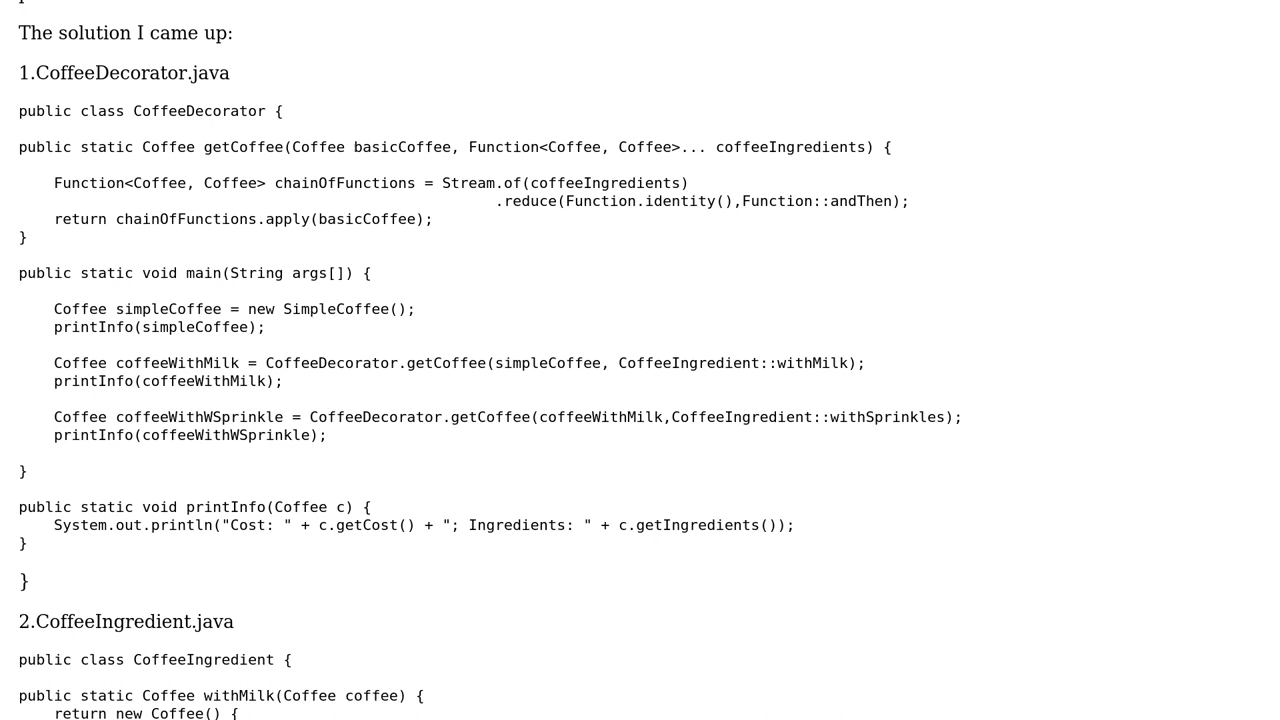 The solution I came up:
1.CoffeeDecorator.java
public class CoffeeDecorator {
public static Coffee getCoffee(Coffee basicCoffee, Function<Coffee, Coffee>... coffeeIngredients) {
    Function<Coffee, Coffee> chainOfFunctions = Stream.of(coffeeIngredients)
                                                      .reduce(Function.identity(),Function::andThen);
    return chainOfFunctions.apply(basicCoffee);
}
public static void main(String args[]) {
    Coffee simpleCoffee = new SimpleCoffee();
    printInfo(simpleCoffee);
    Coffee coffeeWithMilk = CoffeeDecorator.getCoffee(simpleCoffee, CoffeeIngredient::withMilk);
    printInfo(coffeeWithMilk);
    Coffee coffeeWithWSprinkle = CoffeeDecorator.getCoffee(coffeeWithMilk,CoffeeIngredient::withSprinkles);
    printInfo(coffeeWithWSprinkle);
}
public static void printInfo(Coffee c) {
    System.out.println("Cost: " + c.getCost() + "; Ingredients: " + c.getIngredients());
}
}
2.CoffeeIngredient.java
public class CoffeeIngredient {
public static Coffee withMilk(Coffee coffee) {
    return new Coffee() {